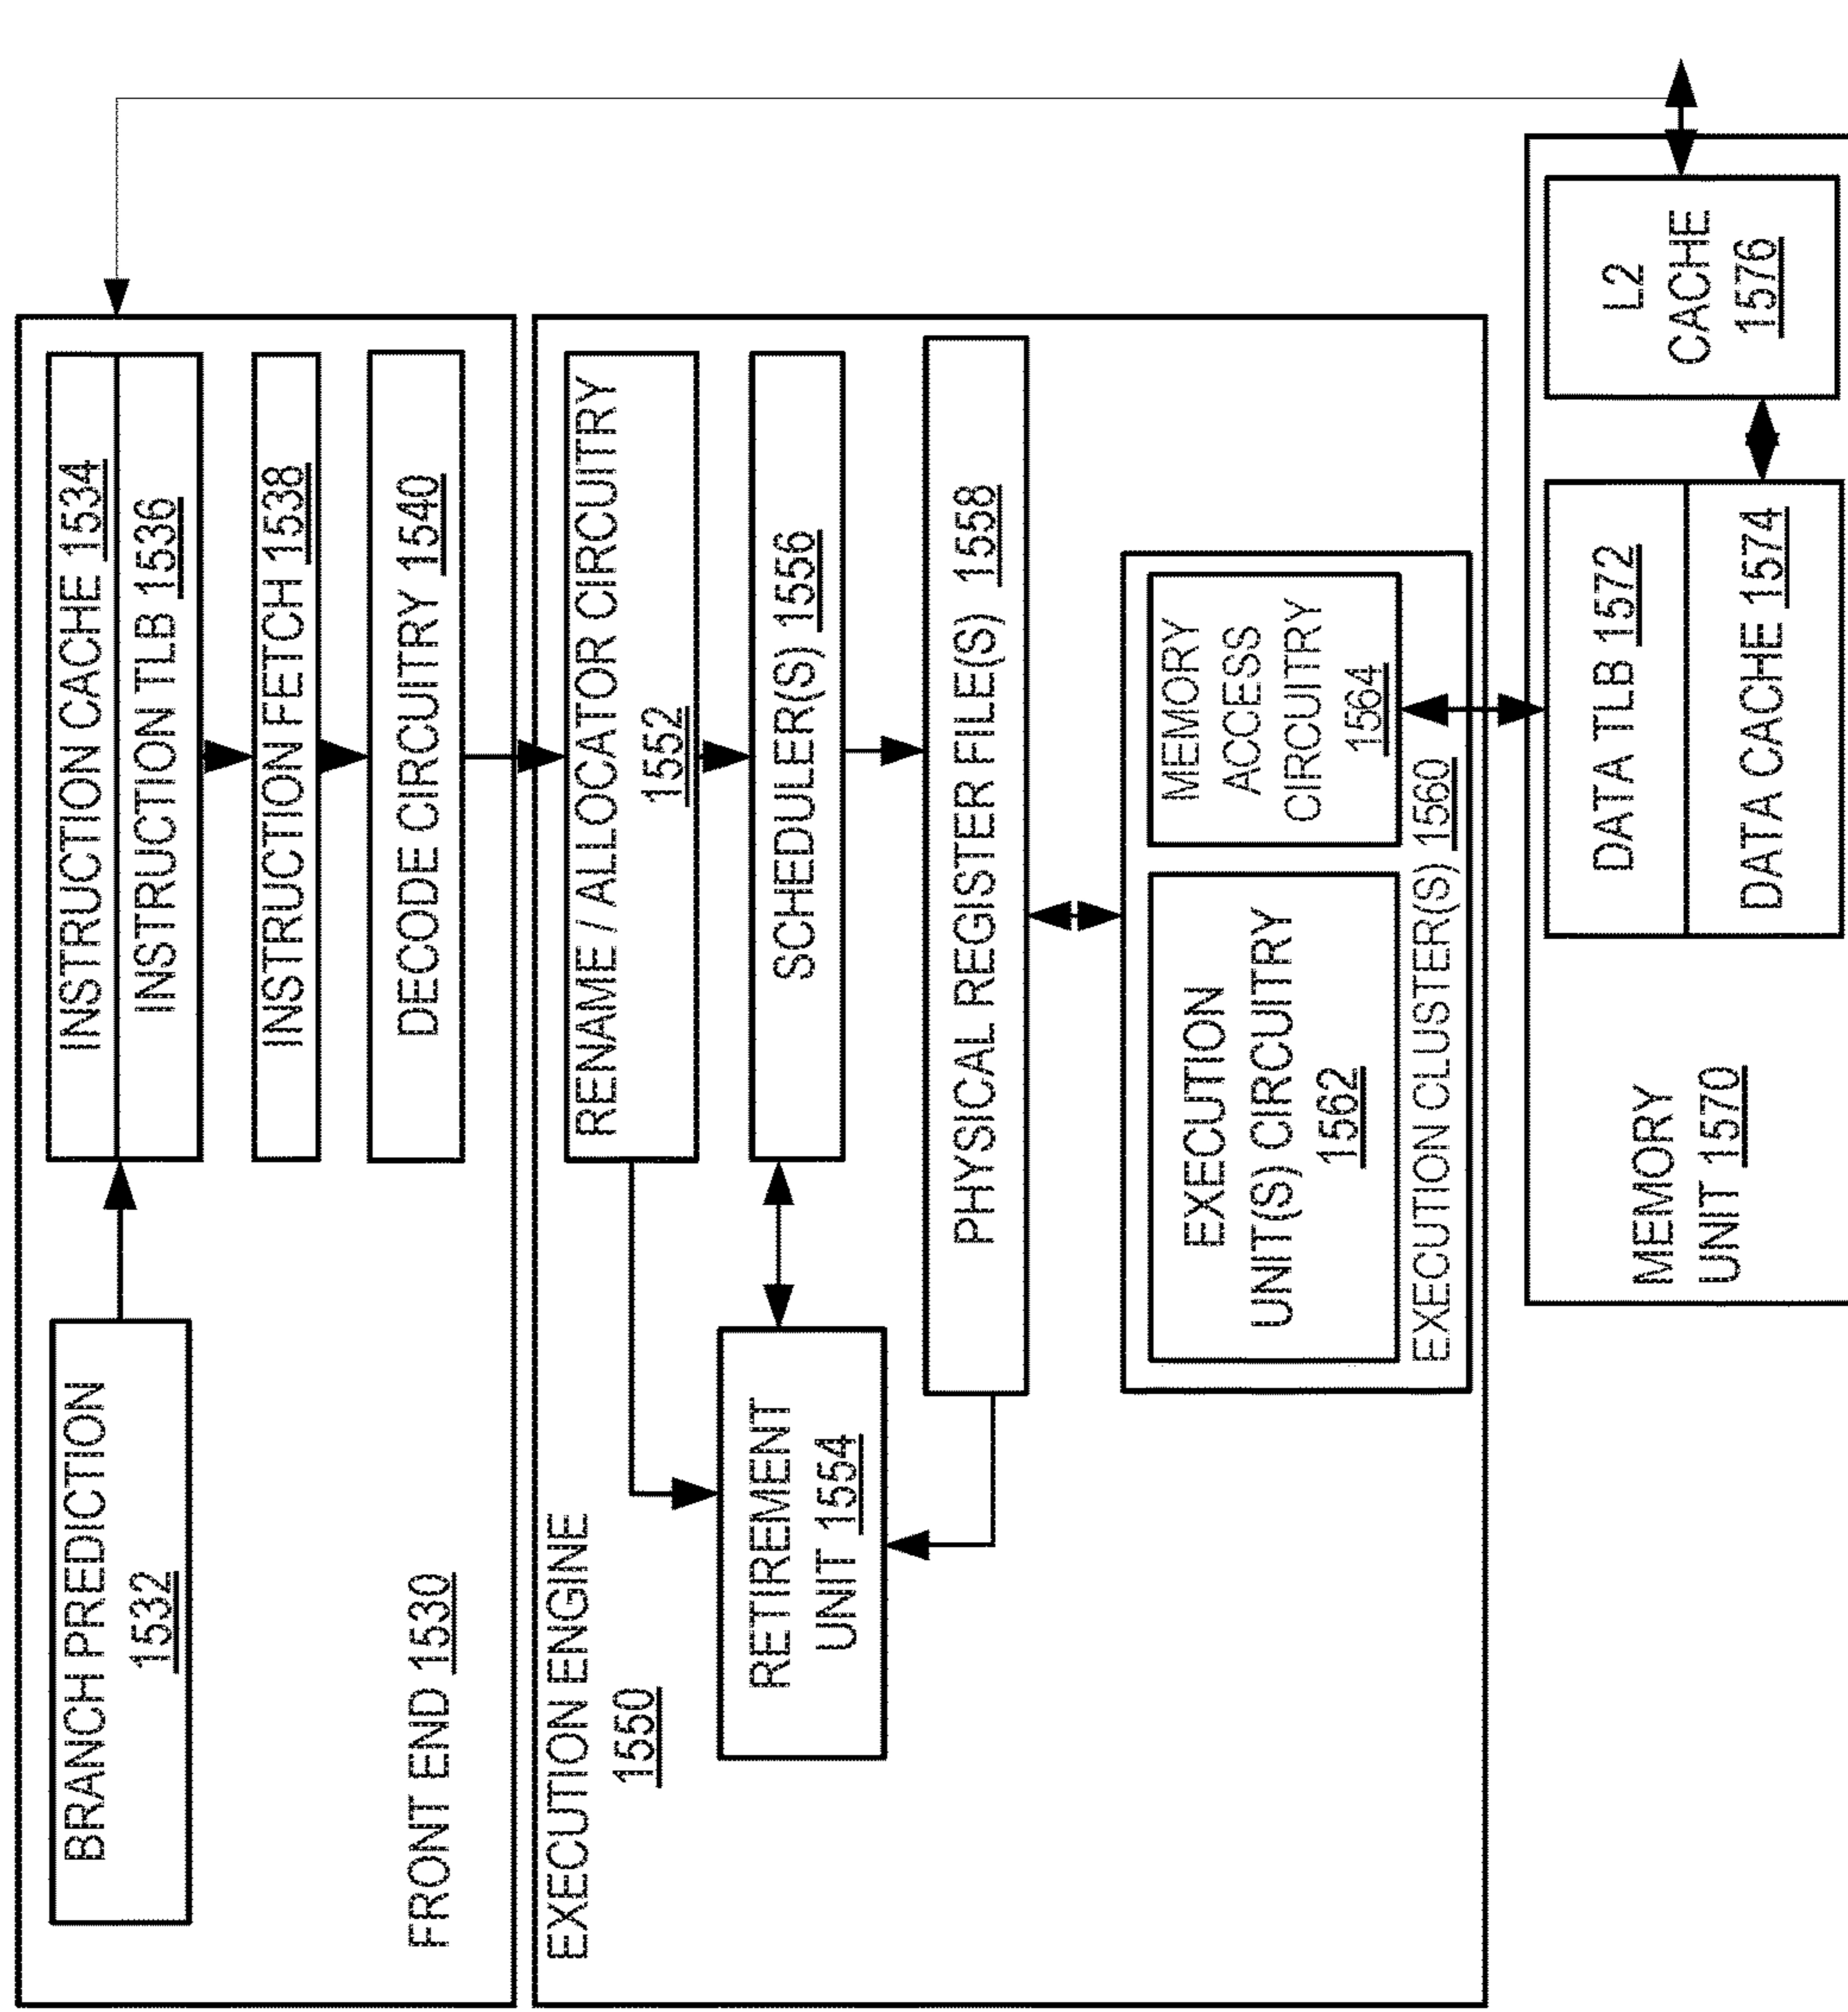 BRANCH PREDICTION
1532
INSTRUCTION CACHE 1534
INSTRUCTION TLB 1536
INSTRUCTION FETCH 1538
DECODE CIRCUITRY 1540
FRONT END 1530
EXECUTION ENGINE
1550
RENAME / ALLOCATOR CIRCUITRY
1552
RETIREMENT
UNIT 1554
SCHEDULER(S) 1556
PHYSICAL REGISTER FILE(S) 1558
EXECUTION
UNIT(S) CIRCUITRY
1562
MEMORY
ACCESS
CIRCUITRY
1564
EXECUTION CLUSTER(S) 1560
MEMORY
UNIT 1570
DATA TLB 1572
DATA CACHE 1574
L2
CACHE
1576